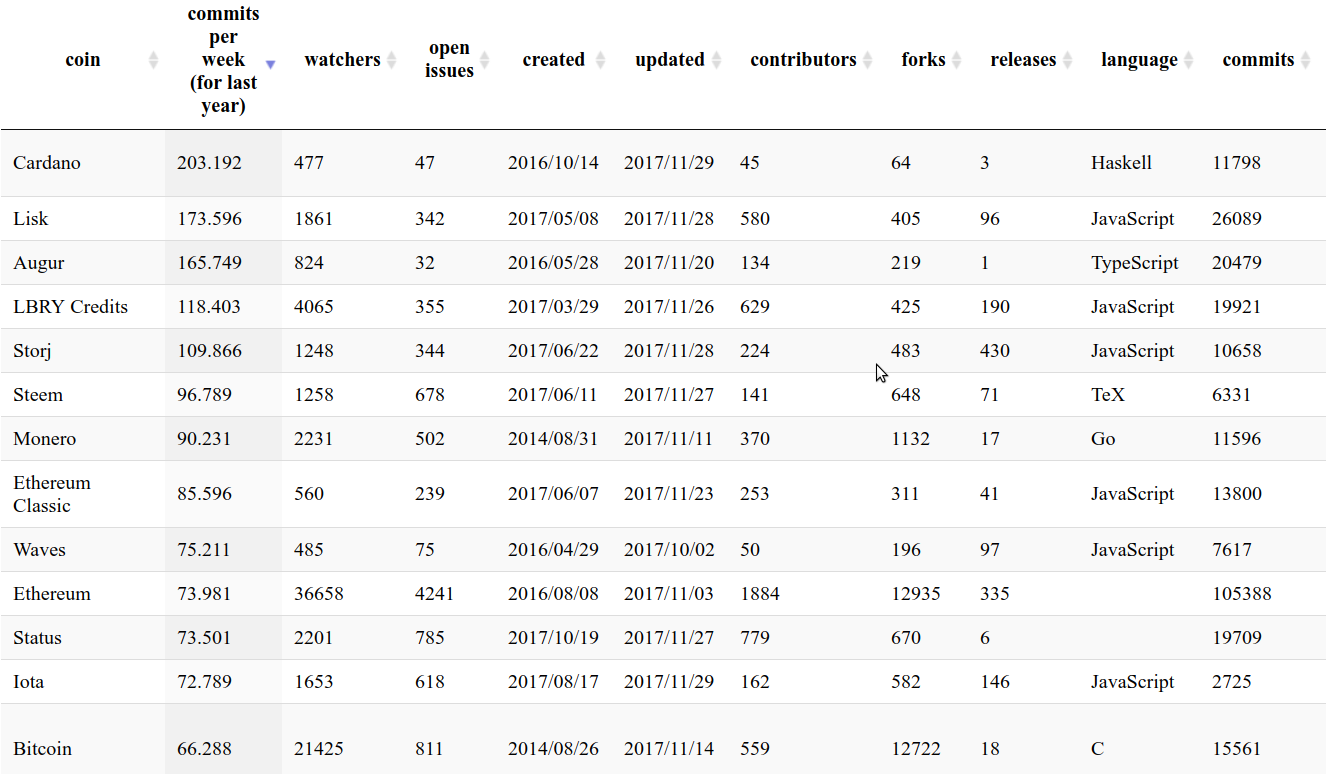 coin commits per week (for last year) watchers open issues created updated contributors forks releases language commits
Cardano 203.192 477 47 2016/10/14 2017/11/29 45 64 3 Haskell 11798
Lisk 173.596 1861 342 2017/05/08 2017/11/28 580 405 96 JavaScript 26089
Augur 165.749 824 32 2016/05/28 2017/11/20 134 219 1 TypeScript 20479
LBRY Credits 118.403 4065 355 2017/03/29 2017/11/26 629 425 190 JavaScript 19921
Storj 109.866 1248 344 2017/06/22 2017/11/28 224 483 430 JavaScript 10658
Steem 96.789 1258 678 2017/06/11 2017/11/27 141 648 71 TeX 6331
Monero 90.231 2231 502 2014/08/31 2017/11/11 370 1132 17 Go 11596
Ethereum Classic 85.596 560 239 2017/06/07 2017/11/23 253 311 41 JavaScript 13800
Waves 75.211 485 75 2016/04/29 2017/10/02 50 196 97 JavaScript 7617
Ethereum 73.981 36658 4241 2016/08/08 2017/11/03 1884 12935 335 105388
Status 73.501 2201 785 2017/10/19 2017/11/27 779 670 6 19709
Iota 72.789 1653 618 2017/08/17 2017/11/29 162 582 146 JavaScript 2725
Bitcoin 66.288 21425 811 2014/08/26 2017/11/14 559 12722 18 C 15561